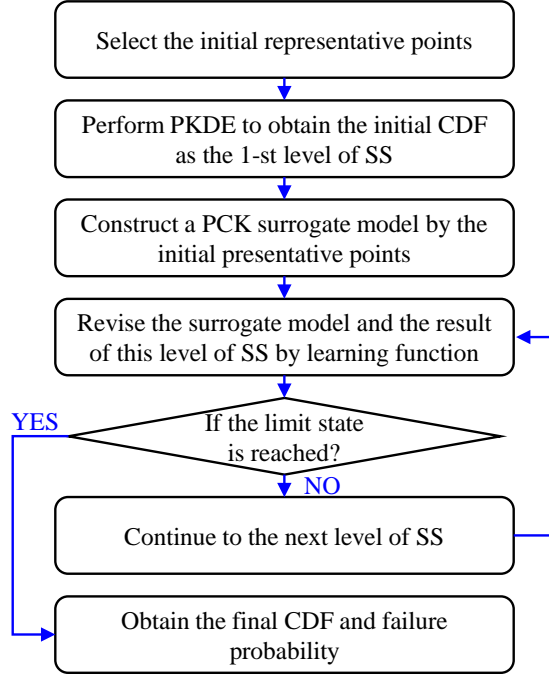 Select the initial representative points
Perform PKDE to obtain the initial CDF
as the 1-st level of SS
Construct a PCK surrogate model by the
initial presentative points
Revise the surrogate model and the result
of this level of SS by learning function
YES
If the limit state
is reached?
NO
Continue to the next level of SS
Obtain the final CDF and failure
probability